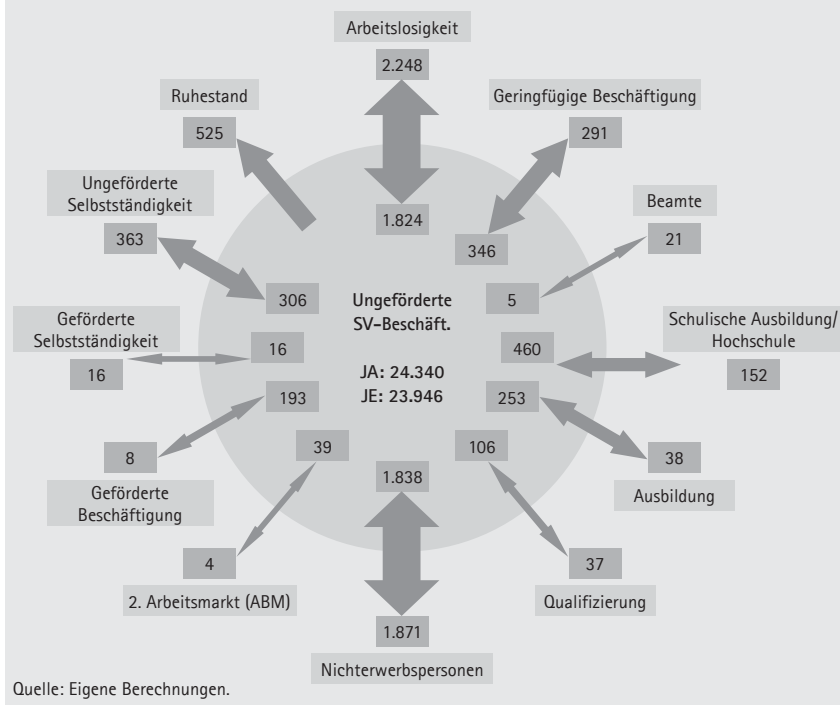 Arbeitslosigkeit
2.248
Ruhestand
525
Geringfügige Beschäftigung
291
Ungeförderte
Selbstständigkeit
363
Beamte
21
1.824
346
306
5
Ungeförderte
SV-Beschäft.
JA: 24.340
JE: 23.946
Geförderte
Selbstständigkeit
16
16
460
Schulische Ausbildung/
Hochschule
152
193
253
39
106
1.838
8
Geförderte
Beschäftigung
38
Ausbildung
4
2. Arbeitsmarkt (ABM)
37
Qualifizierung
1.871
Nichterwerbspersonen
Quelle: Eigene Berechnungen.